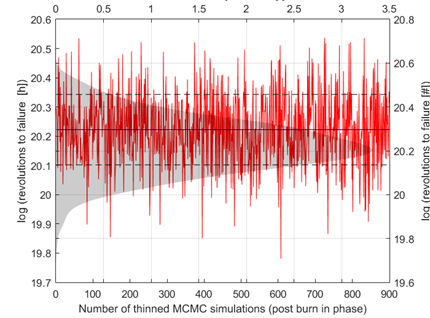 0 0.5 1 1.5 2 2.5 3 3.5
20.6 20.8
20.5
20.6
20.4
20.3 20.4
20.2
20.2
20.1
20 20
19.9
19.8
19.8
19.7 19.6
0 100 200 300 400 500 600 700 800 900
log (revolutions to failure [h]
log (revolutions to failure [#])
Number of thinned MCMC simulations (post burn in phase)